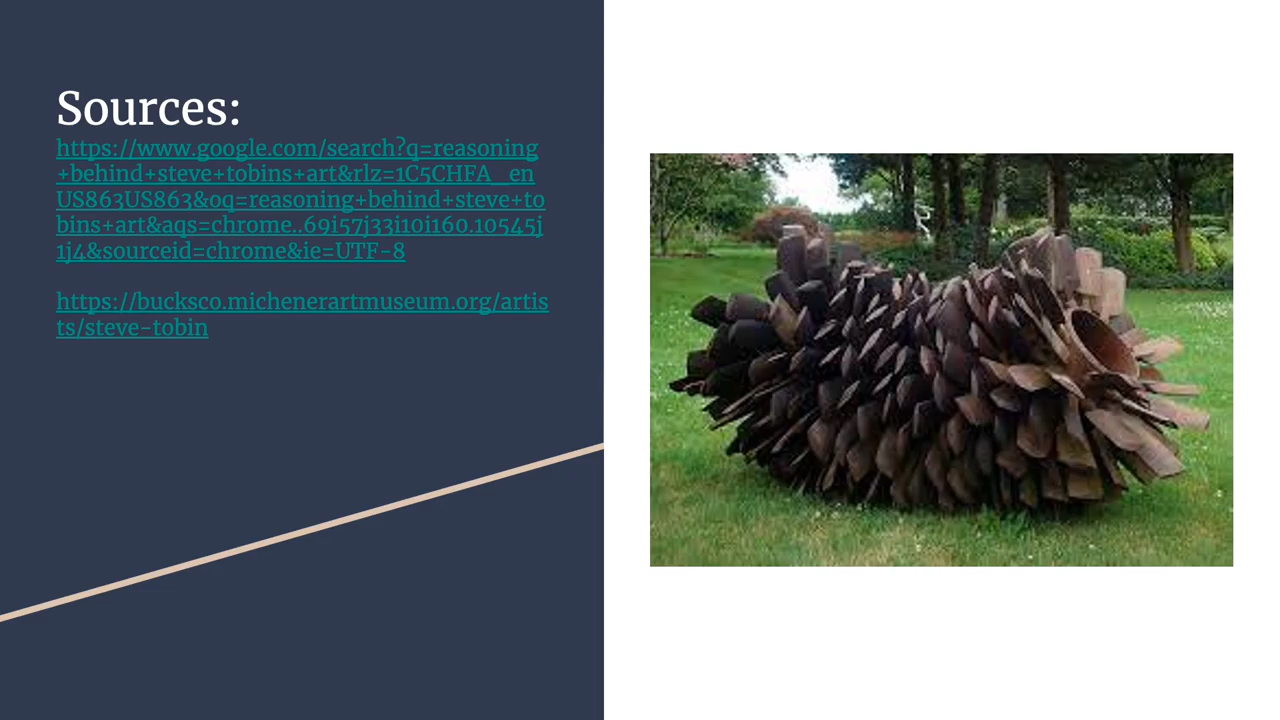 Sources:
https://www.google.com/search?q=reasoning
+behind+steve+tobins+art&rlz=1C5CHFA_en
US863US863&oq=reasoning+behind+steve+to
bins+art&aqs=chrome..69i57j33i10i160.10545j
1j4&sourceid=chrome&ie=UTF-8
https://bucksco.michenerartmuseum.org/artis
ts/steve-tobin